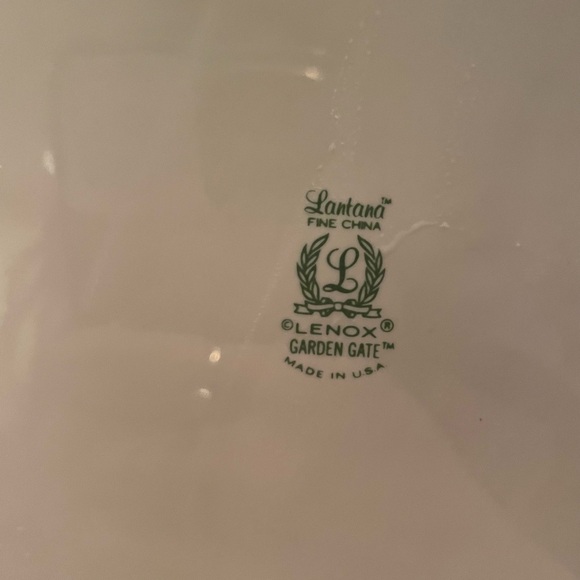 Lantana™
FINE CHINA
L
©LENOX®
GARDEN GATE™
MADE IN U.S.A.